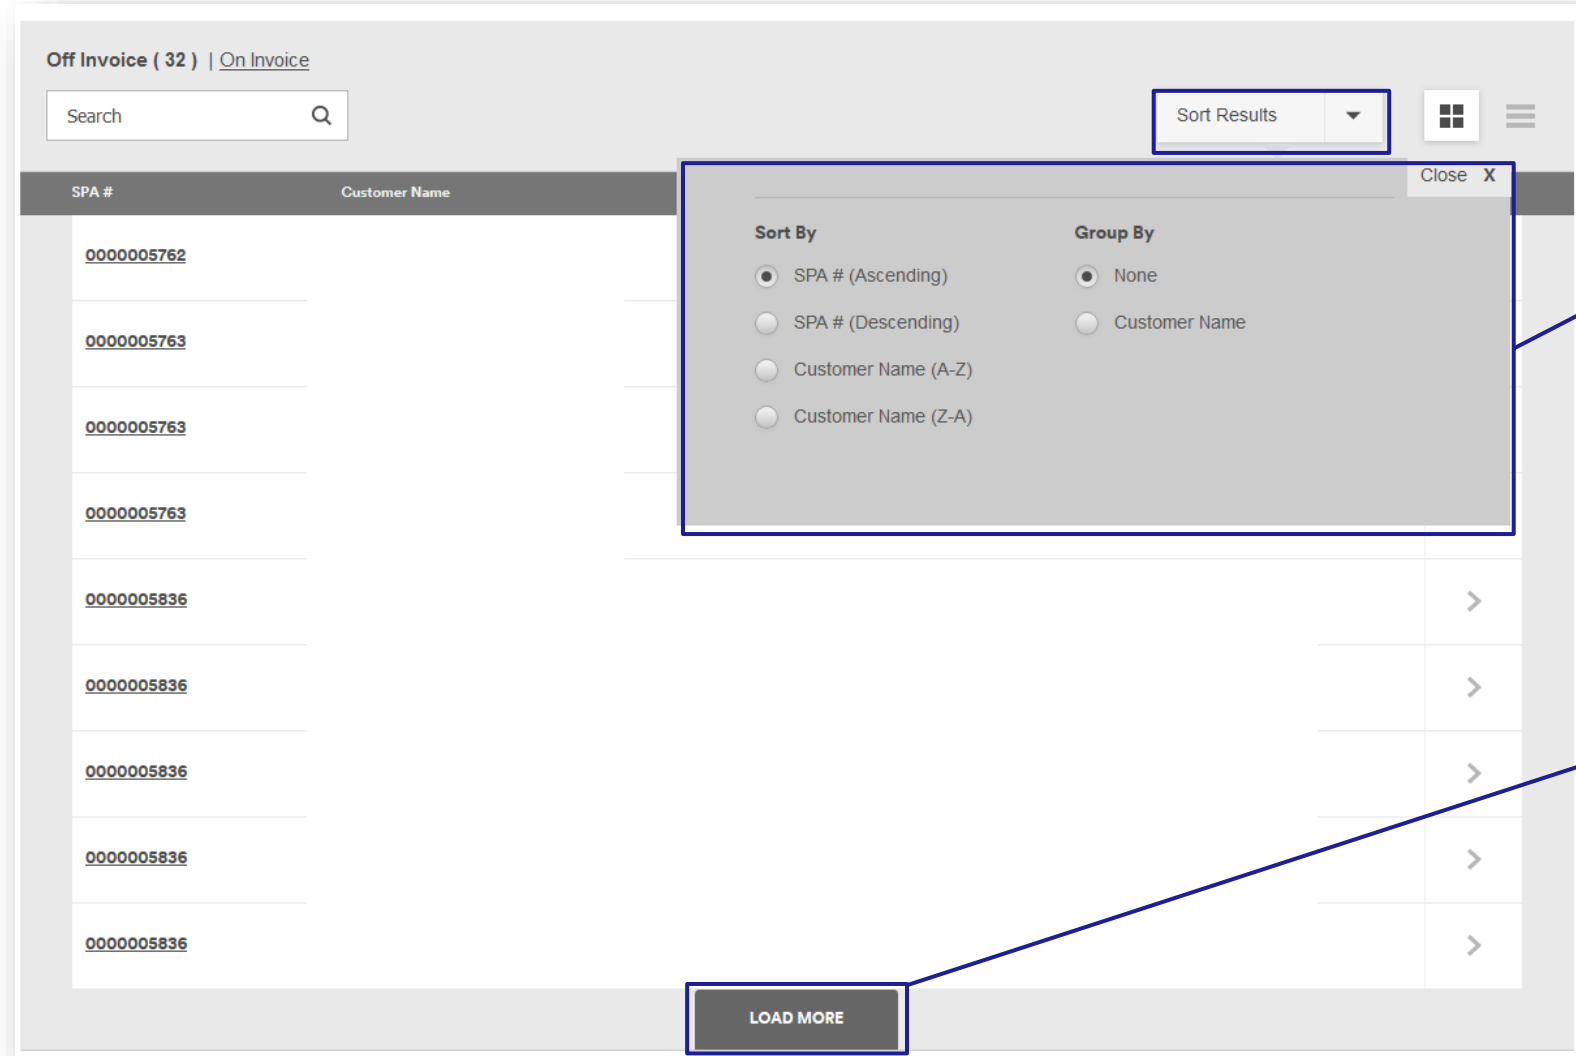 Off Invoice ( 32 ) | On Invoice
Search
Sort Results
SPA # Customer Name
Close X
Sort By Group By
SPA # (Ascending) None
SPA # (Descending) Customer Name
Customer Name (A-Z)
Customer Name (Z-A)
0000005762
0000005763
0000005763
0000005763
0000005836
0000005836
0000005836
0000005836
0000005836
LOAD MORE